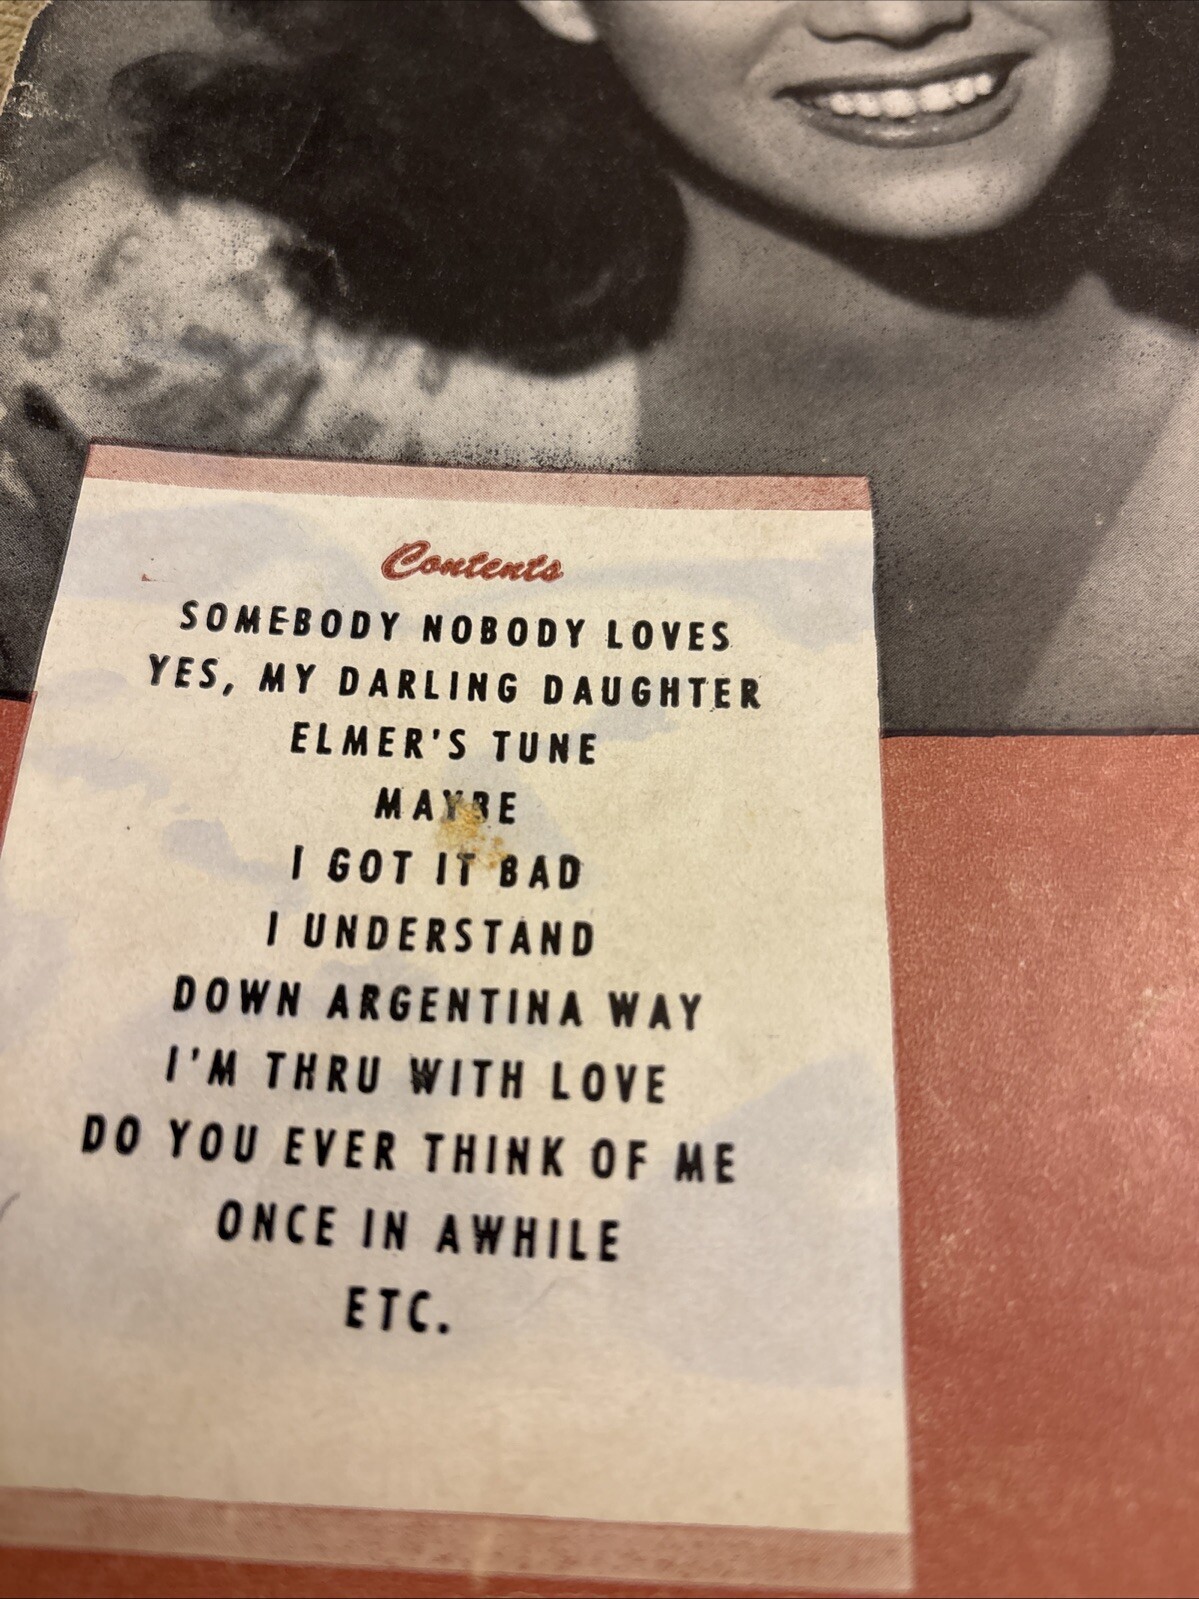 Contents
SOMEBODY NOBODY LOVES
YES, MY DARLING DAUGHTER
ELMER'S TUNE
MAYBE
I GOT IT BAD
I UNDERSTAND
DOWN ARGENTINA WAY
I'M THRU WITH LOVE
DO YOU EVER THINK OF ME
ONCE IN AWHILE
ETC.